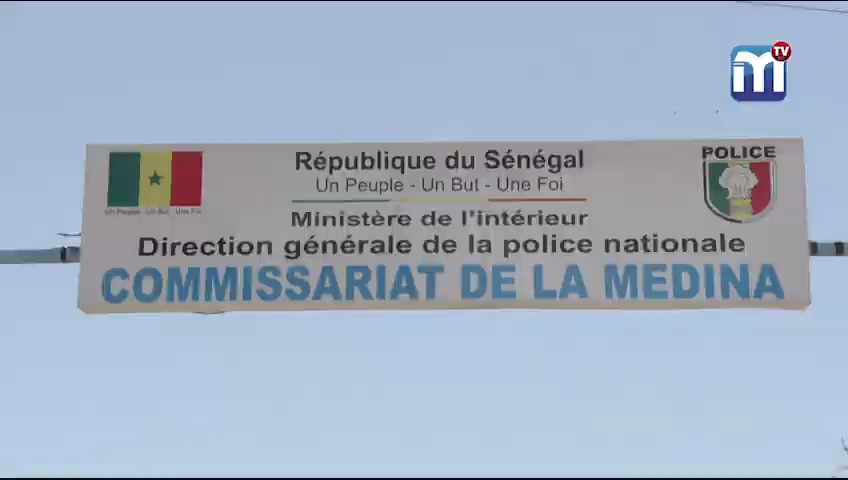 M TV
République du Sénégal
POLICE
Un Peuple - Un But - Une Foi
Un Peuple - Un But - Une Foi
Ministère de l'intérieur
Direction générale de la police nationale
COMMISSARIAT DE LA MEDINA